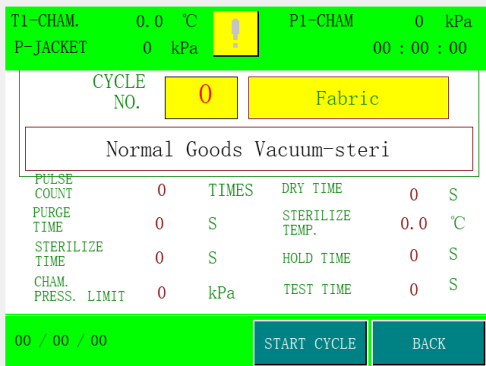 T1-CHAM. 0.0 ℃ ! P1-CHAM 0 kPa
P-JACKET 0 kPa 00 : 00 : 00
CYCLE NO. 0 Fabric
Normal Goods Vacuum-steri
PULSE COUNT 0 TIMES DRY TIME 0 S
PURGE TIME 0 S STERILIZE TEMP. 0.0 ℃
STERILIZE TIME 0 S HOLD TIME 0 S
CHAM. PRESS. LIMIT 0 kPa TEST TIME 0 S
00 / 00 / 00 START CYCLE BACK